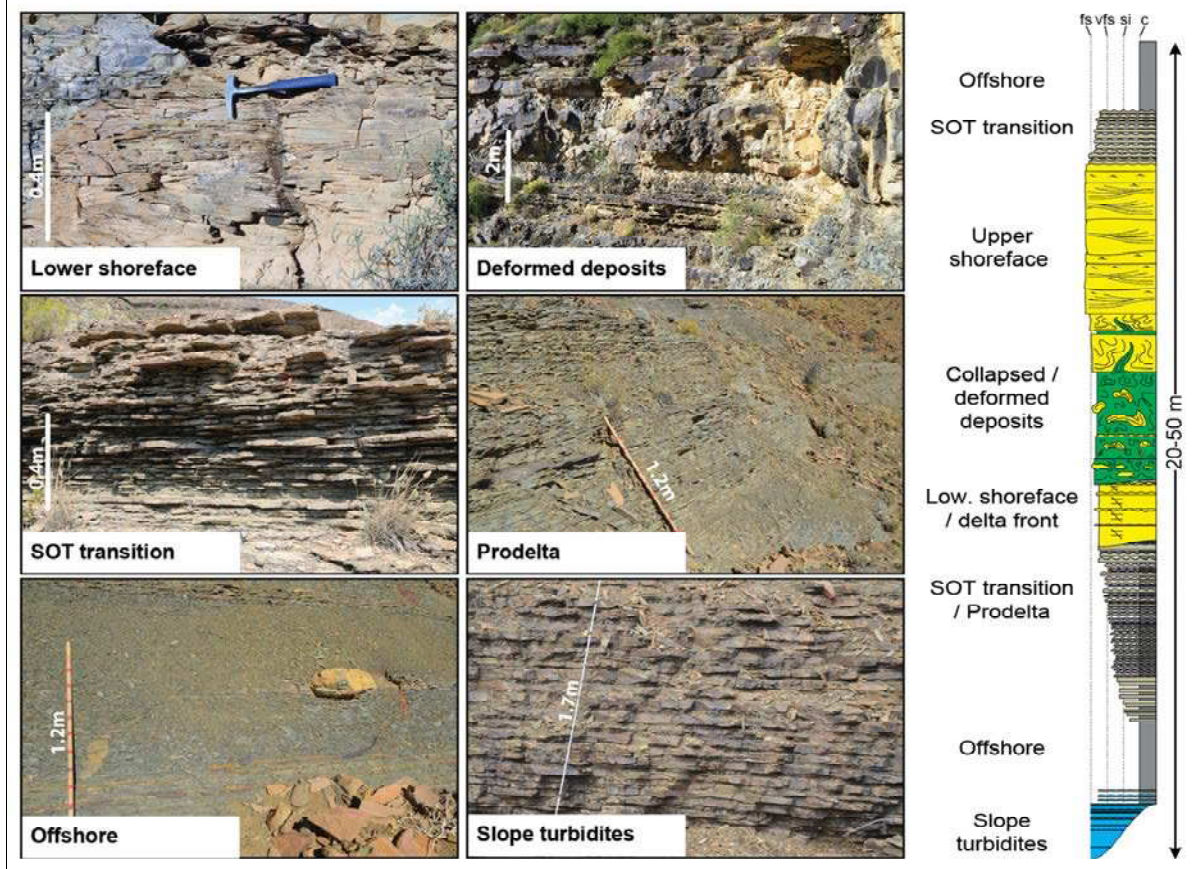 0.4m
Lower shoreface
2m
Deformed deposits
0.4m
SOT transition
1.2m
Prodelta
1.2m
Offshore
1.7m
Slope turbidites
fs vfs si c
Offshore
SOT transition
Upper
shoreface
Collapsed /
deformed
deposits
Low. shoreface
/ delta front
SOT transition
/ Prodelta
Offshore
Slope
turbidites
20-50 m